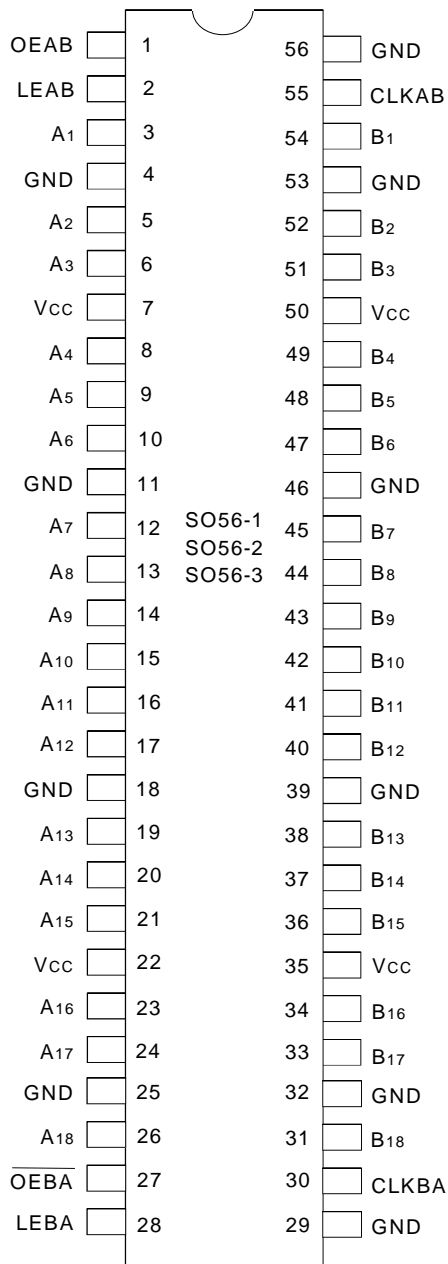 OEAB 1 56 GND
LEAB 2 55 CLKAB
A1 3 54 B1
GND 4 53 GND
A2 5 52 B2
A3 6 51 B3
VCC 7 50 VCC
A4 8 49 B4
A5 9 48 B5
A6 10 47 B6
GND 11 46 GND
A7 12 SO56-1 45 B7
SO56-2
A8 13 SO56-3 44 B8
A9 14 43 B9
A10 15 42 B10
A11 16 41 B11
A12 17 40 B12
GND 18 39 GND
A13 19 38 B13
A14 20 37 B14
A15 21 36 B15
VCC 22 35 VCC
A16 23 34 B16
A17 24 33 B17
GND 25 32 GND
A18 26 31 B18
O̅E̅B̅A̅ 27 30 CLKBA
LEBA 28 29 GND